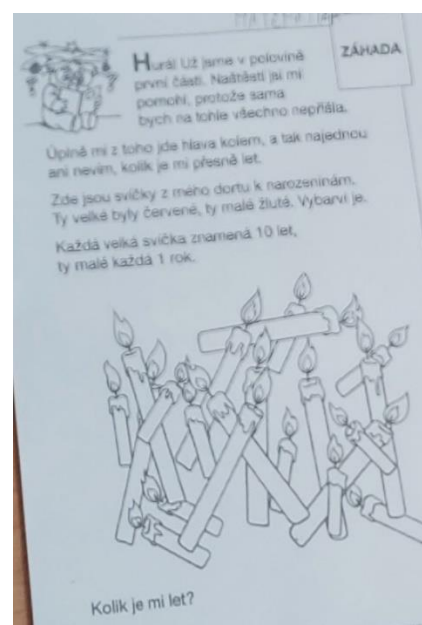 MATEMATIKA
ZÁHADA
Hurá! Už jsme v polovině
první části. Naštěstí jsi mi
pomohl, protože sama
bych na tohle všechno nepřišla.
Úplně mi z toho jde hlava kolem, a tak najednou
ani nevím, kolik je mi přesně let.
Zde jsou svíčky z mého dortu k narozeninám.
Ty velké byly červené, ty malé žluté. Vybarvi je.
Každá velká svíčka znamená 10 let,
ty malé každá 1 rok.
Kolik je mi let?